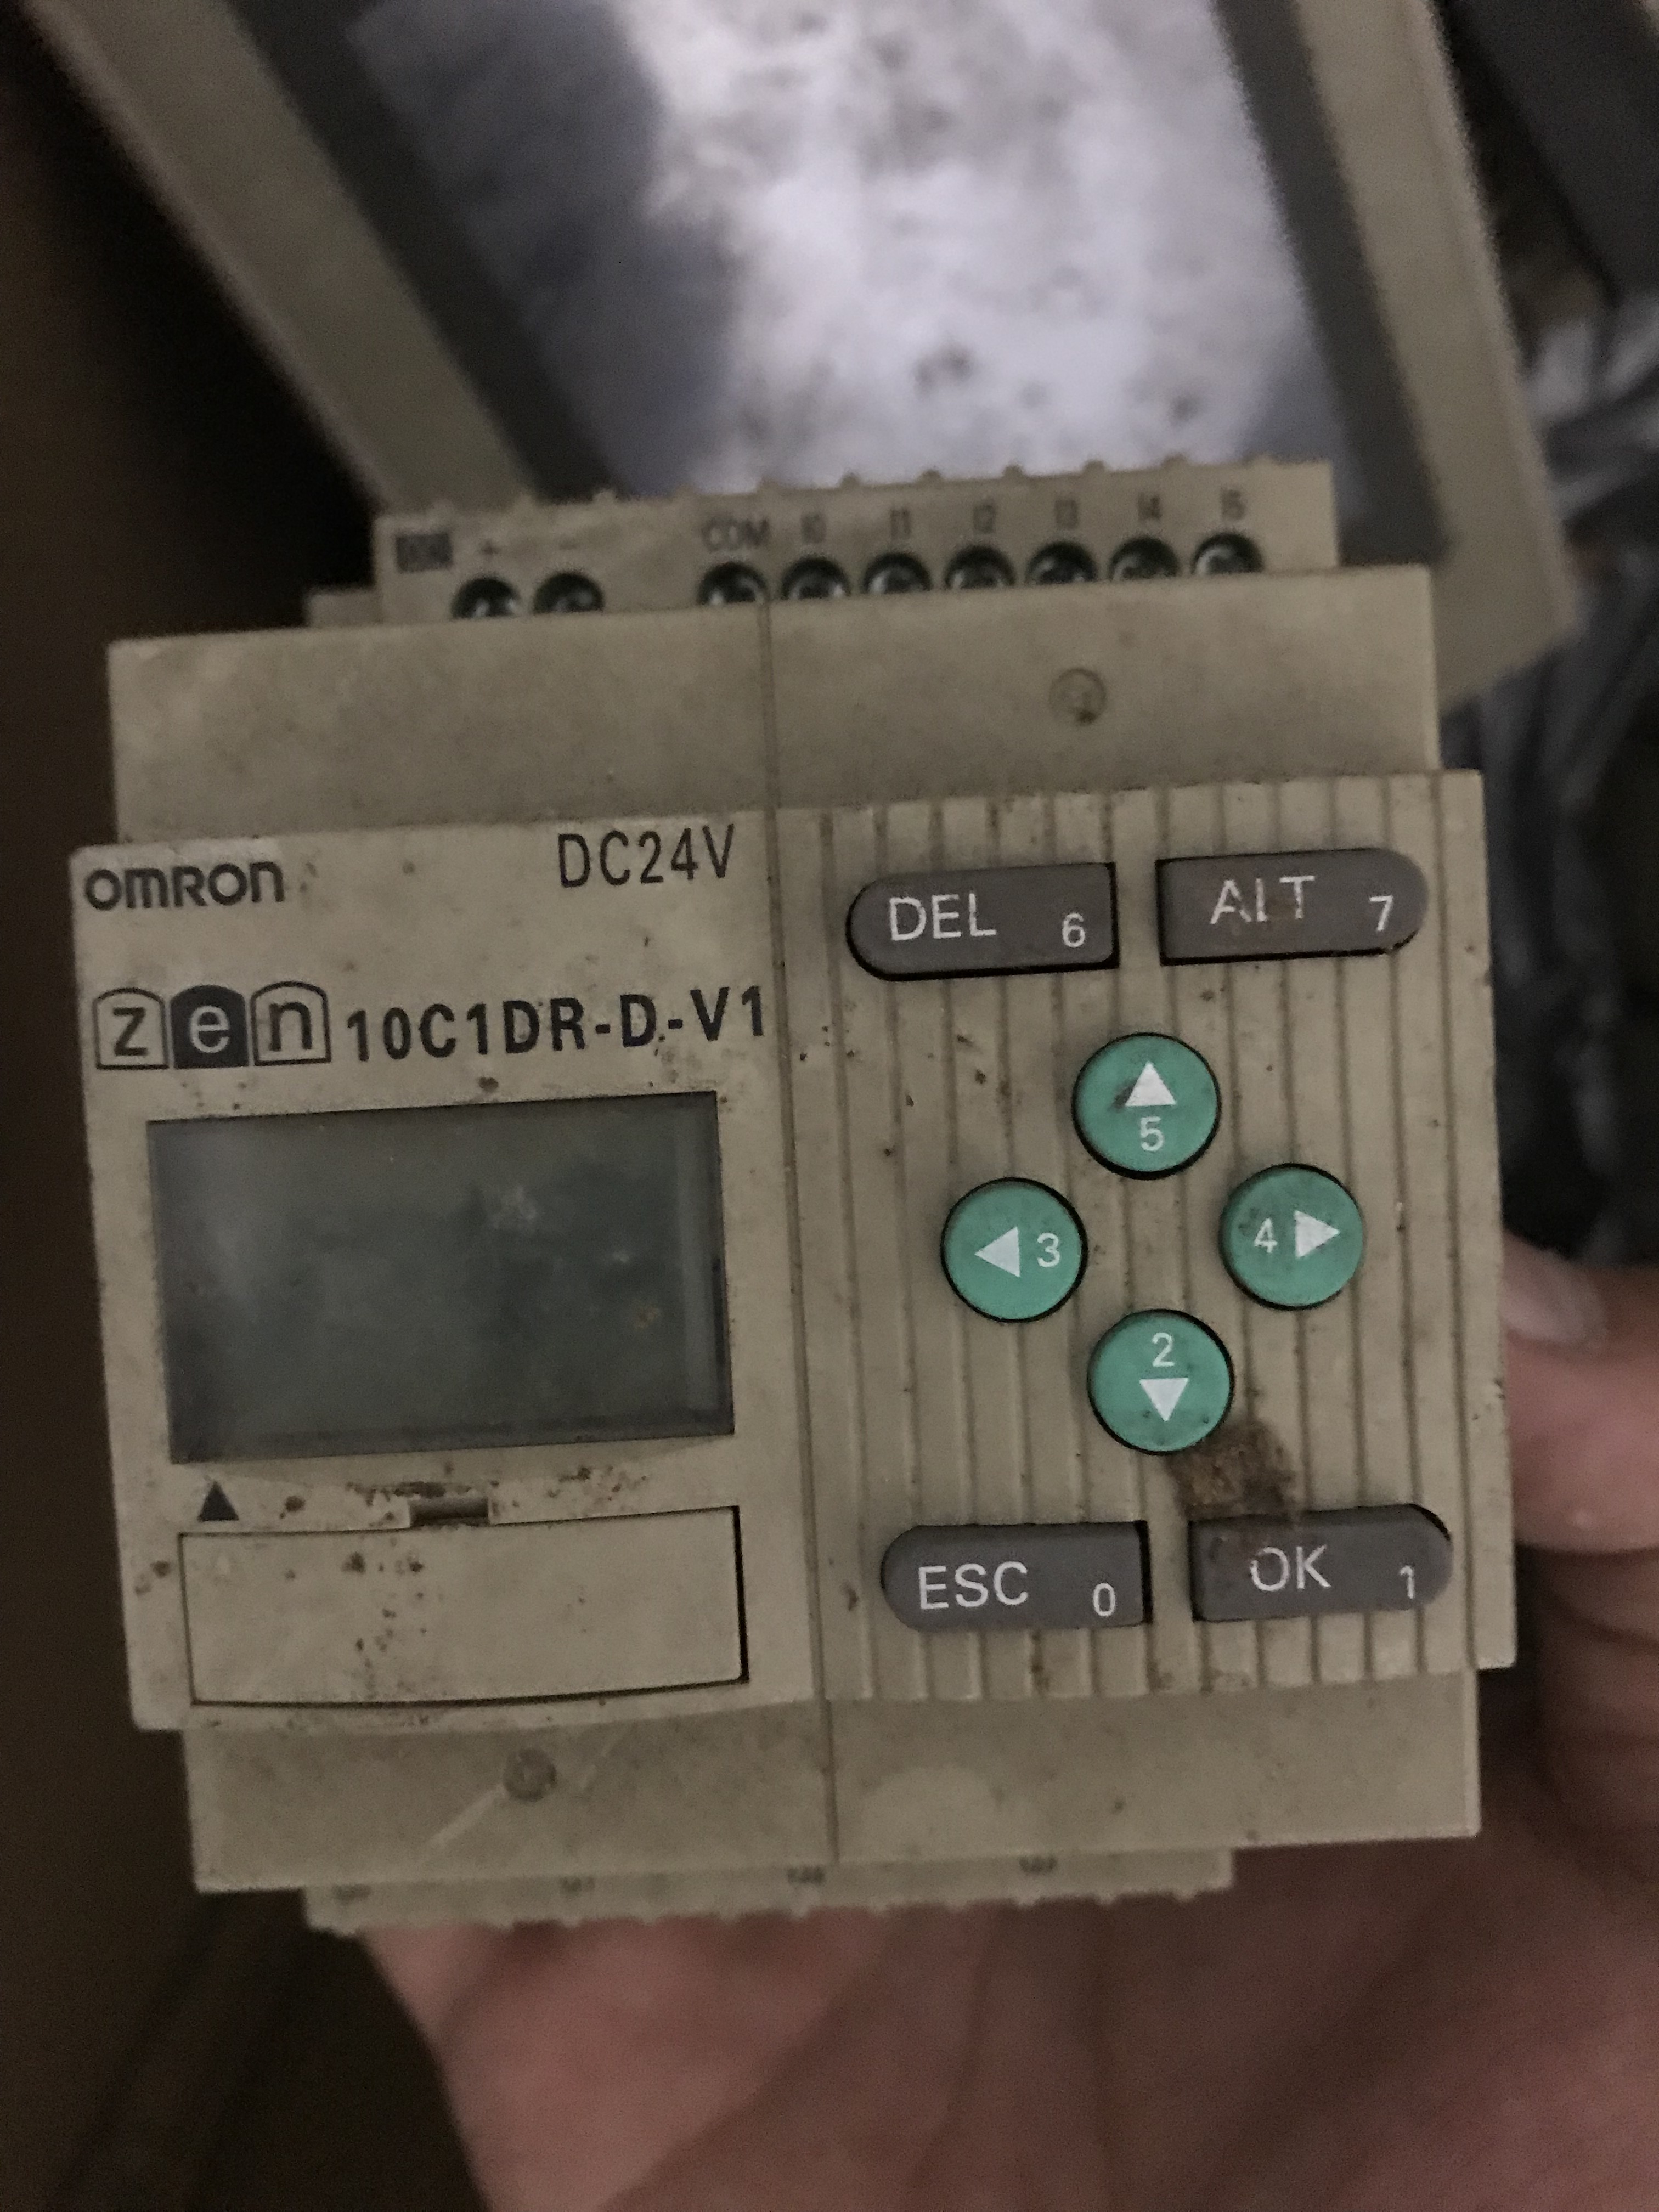 + - COM I0 I1 I2 I3 I4 I5
OMRON DC24V
zen 10C1DR-D-V1
DEL 6
ALT 7
5
3
4
2
ESC 0
OK 1